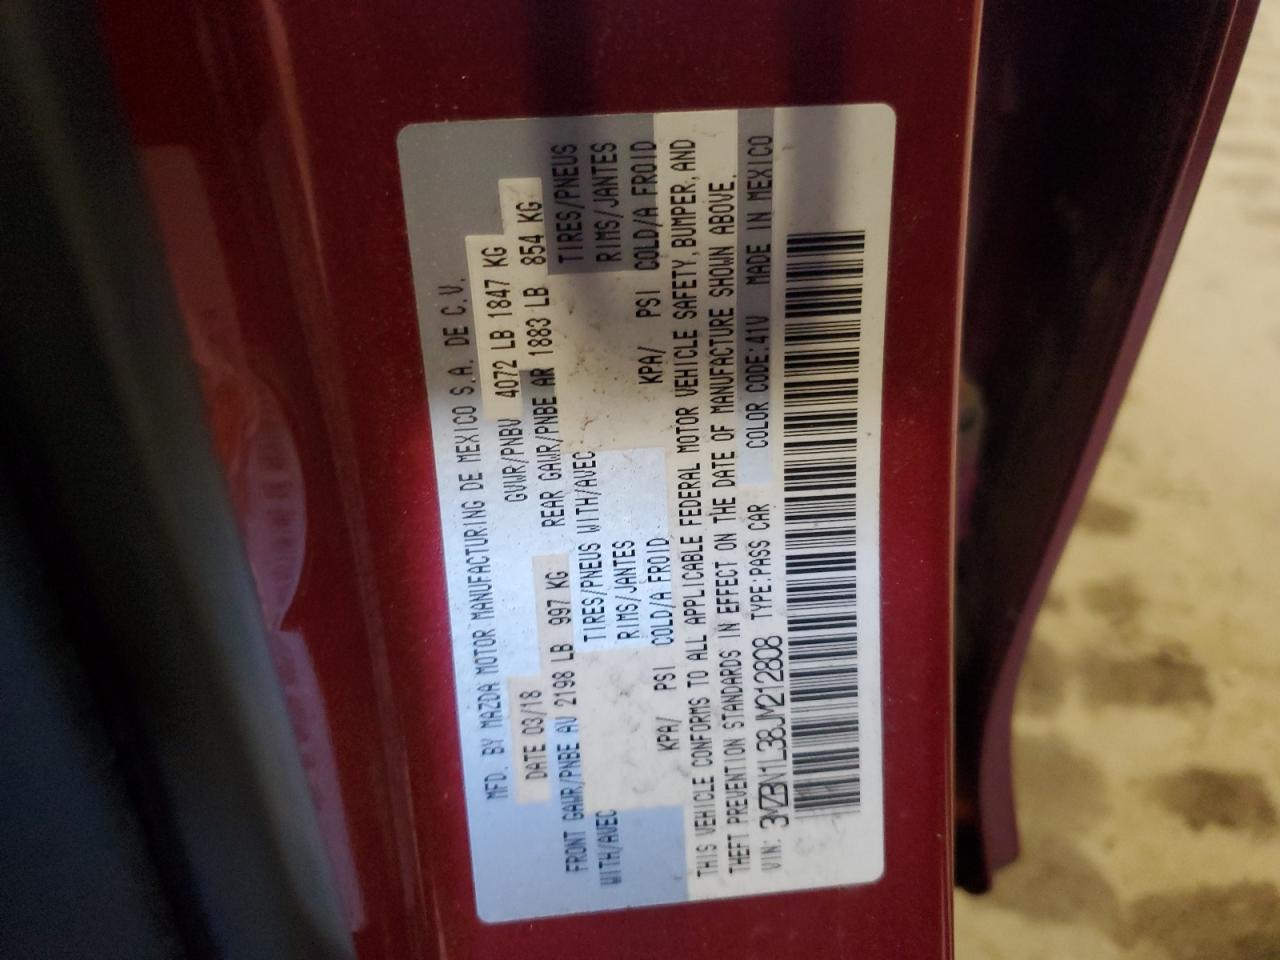 MFD. BY MAZDA MOTOR MANUFACTURING DE MEXICO S.A. DE C.V.
DATE 03/18 GVWR/PNBV 4072 LB 1847 KG
FRONT GAWR/PNBE AV 2198 LB 997 KG REAR GAWR/PNBE AR 1883 LB 854 KG
WITH/AVEC TIRES/PNEUS WITH/AVEC TIRES/PNEUS
RIMS/JANTES RIMS/JANTES
KPA/ PSI COLD/A FROID KPA/ PSI COLD/A FROID
THIS VEHICLE CONFORMS TO ALL APPLICABLE FEDERAL MOTOR VEHICLE SAFETY, BUMPER, AND
THEFT PREVENTION STANDARDS IN EFFECT ON THE DATE OF MANUFACTURE SHOWN ABOVE.
VIN: 3MZBN1L38JM212808 TYPE:PASS CAR COLOR CODE:41V MADE IN MEXICO